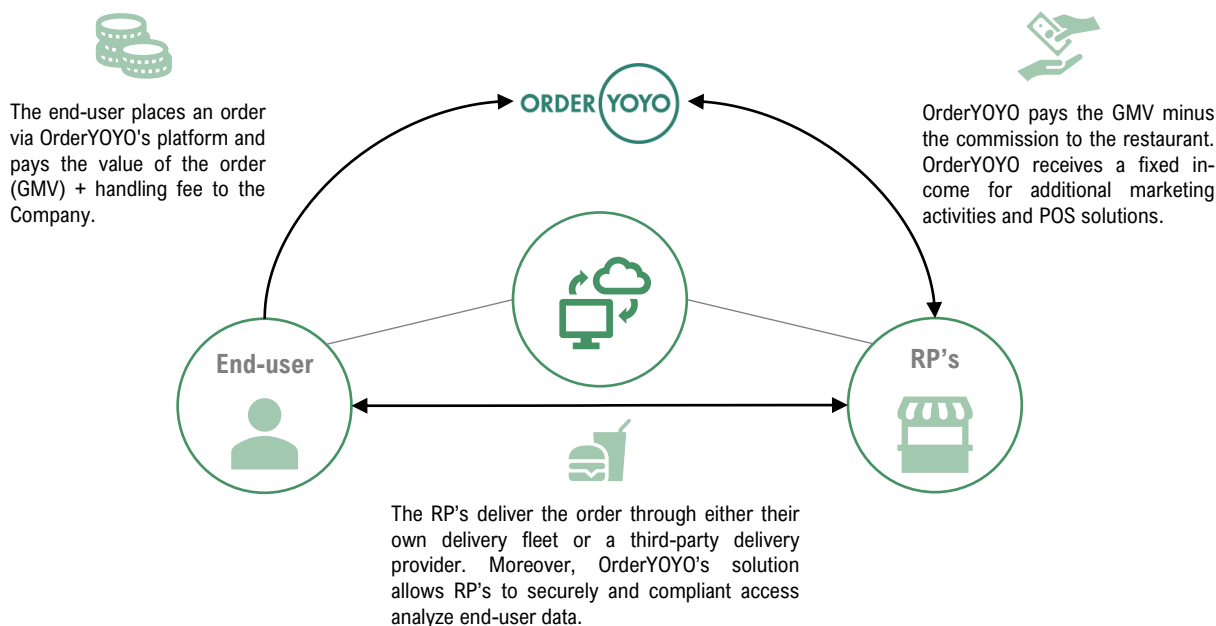 The end-user places an order
via OrderYOYO's platform and
pays the value of the order
(GMV) + handling fee to the
Company.
ORDER YOYO
OrderYOYO pays the GMV minus
the commission to the restaurant.
OrderYOYO receives a fixed in-
come for additional marketing
activities and POS solutions.
End-user
RP's
The RP's deliver the order through either their
own delivery fleet or a third-party delivery
provider. Moreover, OrderYOYO's solution
allows RP's to securely and compliant access
analyze end-user data.